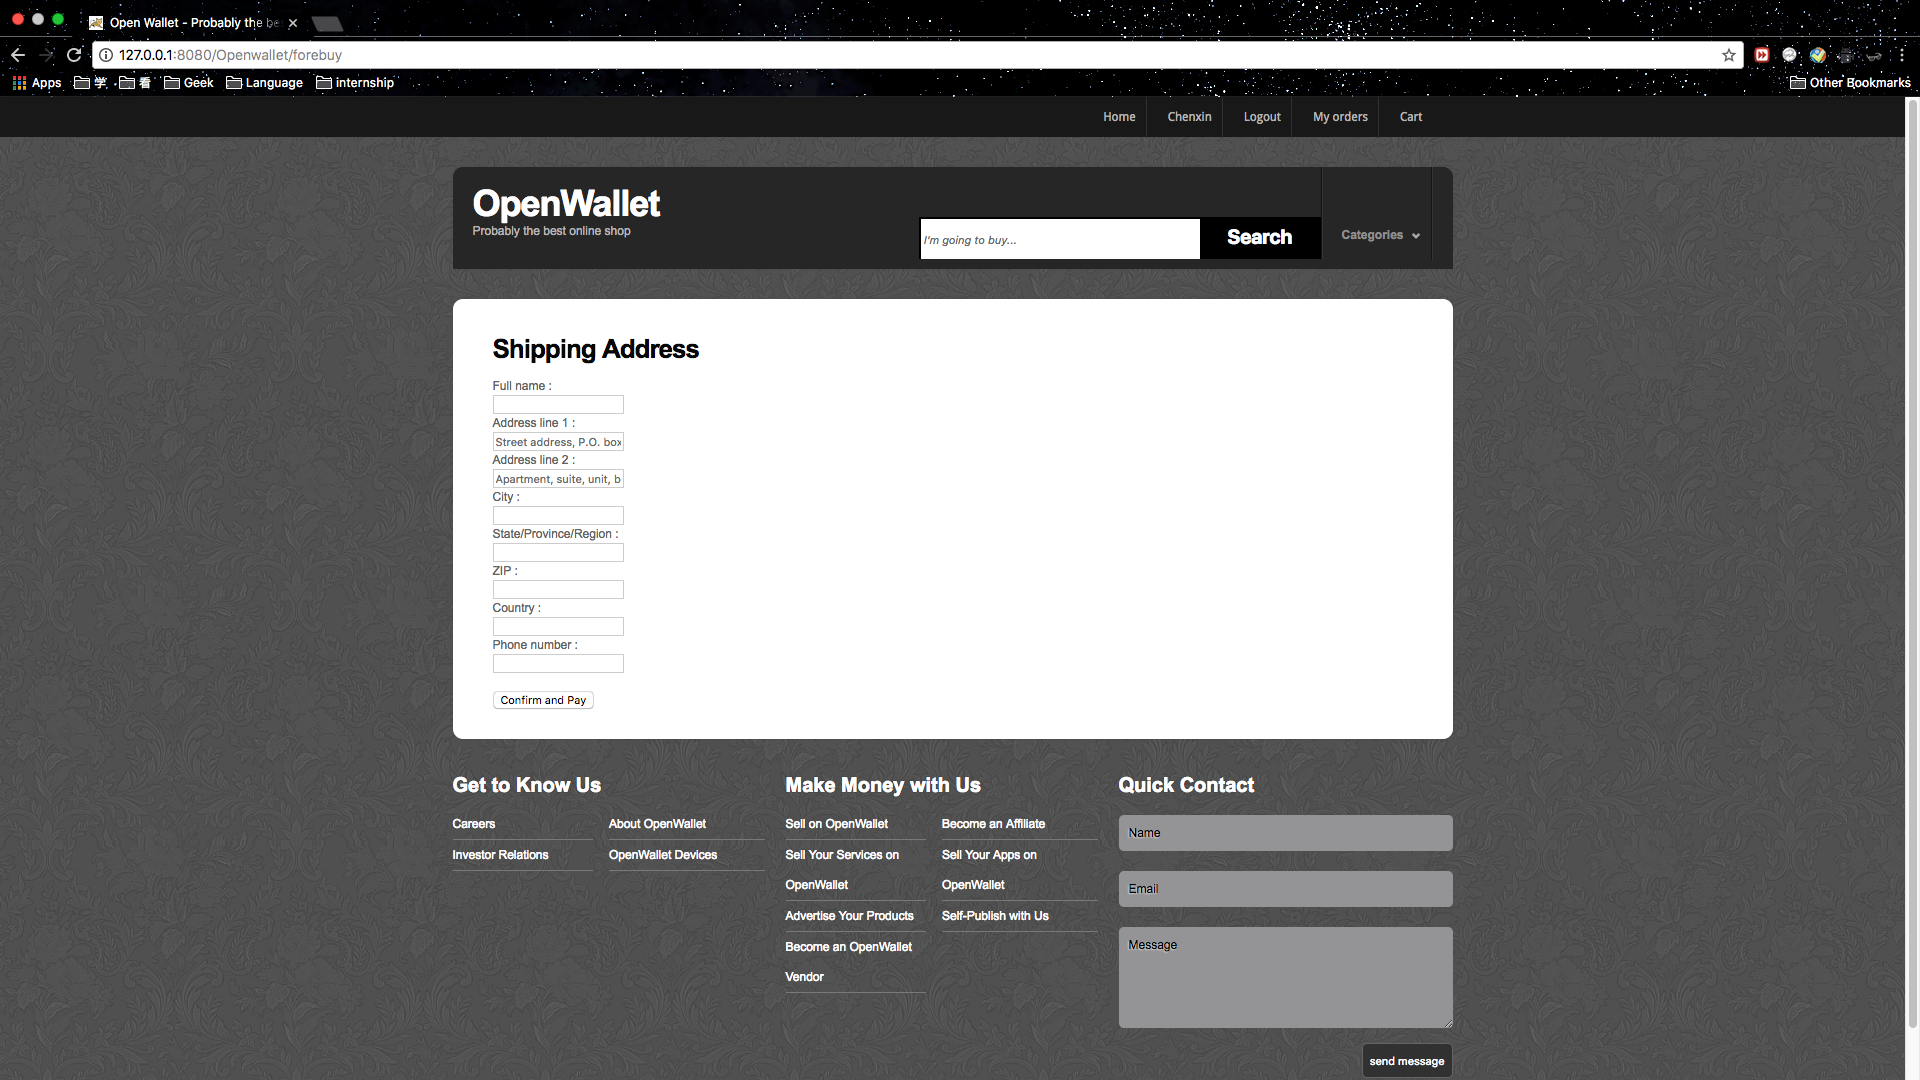 Open Wallet - Probably the be
127.0.0.1:8080/Openwallet/forebuy
Apps 学 看 Geek Language internship Other Bookmarks
Home Chenxin Logout My orders Cart
OpenWallet
Probably the best online shop
I'm going to buy... Search Categories
Shipping Address
Full name :
Address line 1 :
Street address, P.O. box
Address line 2 :
Apartment, suite, unit, b
City :
State/Province/Region :
ZIP :
Country :
Phone number :
Confirm and Pay
Get to Know Us
Careers About OpenWallet
Investor Relations OpenWallet Devices
Make Money with Us
Sell on OpenWallet Become an Affiliate
Sell Your Services on Sell Your Apps on
OpenWallet OpenWallet
Advertise Your Products Self-Publish with Us
Become an OpenWallet
Vendor
Quick Contact
Name
Email
Message
send message